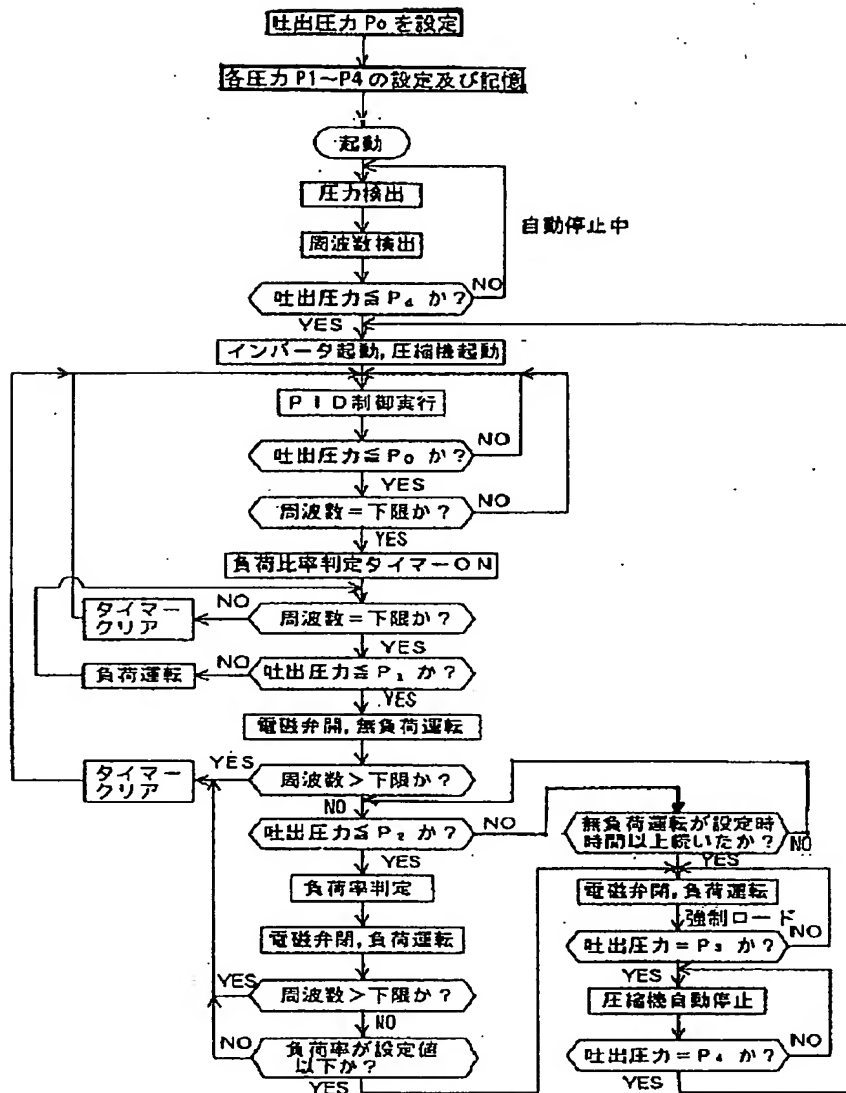 吐出圧力 Po を設定
各圧力 P1〜P4 の設定及び記憶
起動
圧力検出
周波数検出
自動停止中
吐出圧力≦P₄ か?
NO
YES
インバータ起動,圧縮機起動
PID制御実行
吐出圧力≦P₀ か?
NO
YES
周波数=下限か?
NO
YES
負荷比率判定タイマーON
タイマー
クリア
NO
周波数=下限か?
YES
負荷運転
NO
吐出圧力≦P₁ か?
YES
電磁弁開,無負荷運転
タイマー
クリア
YES
周波数>下限か?
NO
吐出圧力≦P₂ か?
NO
無負荷運転が設定時
時間以上続いたか?
NO
YES
YES
負荷率判定
電磁弁閉,負荷運転
強制ロード
電磁弁閉,負荷運転
吐出圧力=P₃ か?
NO
YES
YES
周波数>下限か?
圧縮機自動停止
NO
NO
負荷率が設定値
以下か?
吐出圧力=P₄ か?
NO
YES
YES